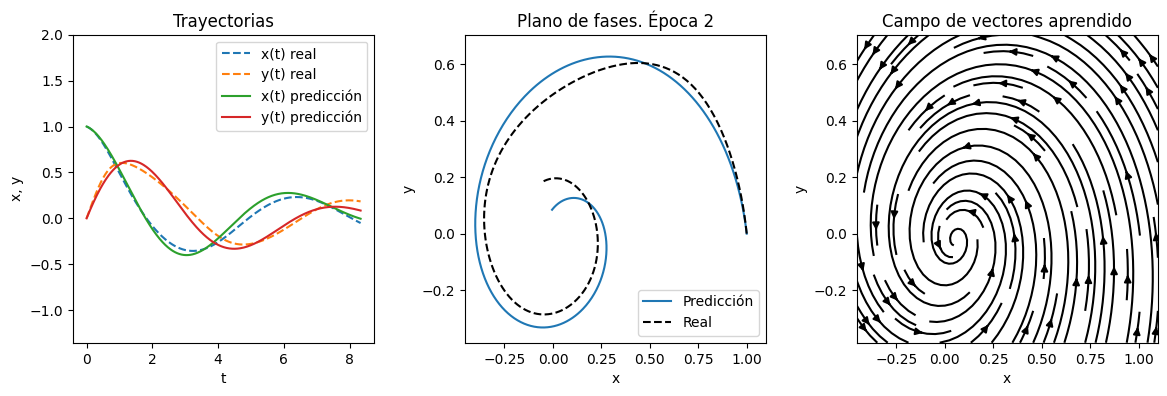 Trayectorias
2.0
1.5
1.0
0.5
0.0
−0.5
−1.0
x, y
0 2 4 6 8
t
x(t) real
y(t) real
x(t) predicción
y(t) predicción
Plano de fases. Época 2
0.6
0.4
0.2
0.0
−0.2
y
−0.25 0.00 0.25 0.50 0.75 1.00
x
Predicción
Real
Campo de vectores aprendido
0.6
0.4
0.2
0.0
−0.2
y
−0.25 0.00 0.25 0.50 0.75 1.00
x